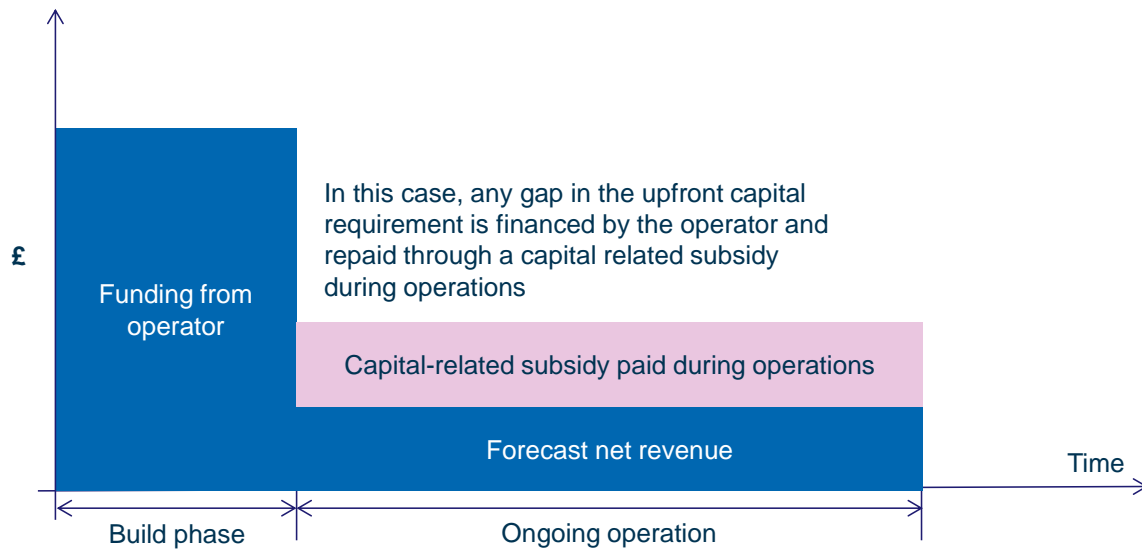 In this case, any gap in the upfront capital
requirement is financed by the operator and
repaid through a capital related subsidy
during operations
£
Funding from
operator
Capital-related subsidy paid during operations
Forecast net revenue
Time
Build phase
Ongoing operation